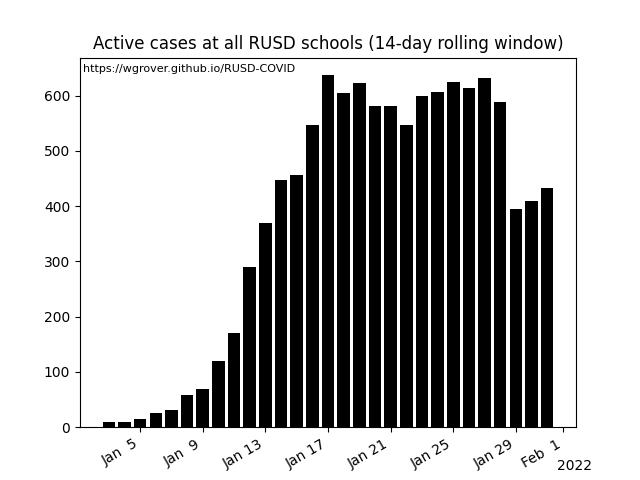 Active cases at all RUSD schools (14-day rolling window)
https://wgrover.github.io/RUSD-COVID
600
500
400
300
200
100
0
Jan 5
Jan 9
Jan 13
Jan 17
Jan 21
Jan 25
Jan 29
Feb 1
2022